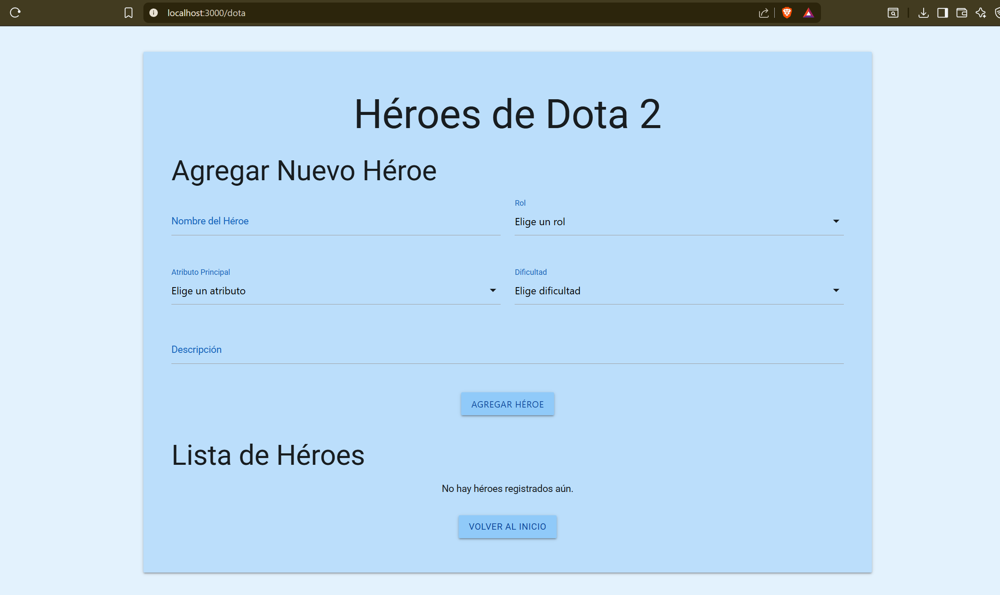 localhost:3000/dota
Héroes de Dota 2
Agregar Nuevo Héroe
Nombre del Héroe
Rol
Elige un rol
Atributo Principal
Elige un atributo
Dificultad
Elige dificultad
Descripción
AGREGAR HÉROE
Lista de Héroes
No hay héroes registrados aún.
VOLVER AL INICIO